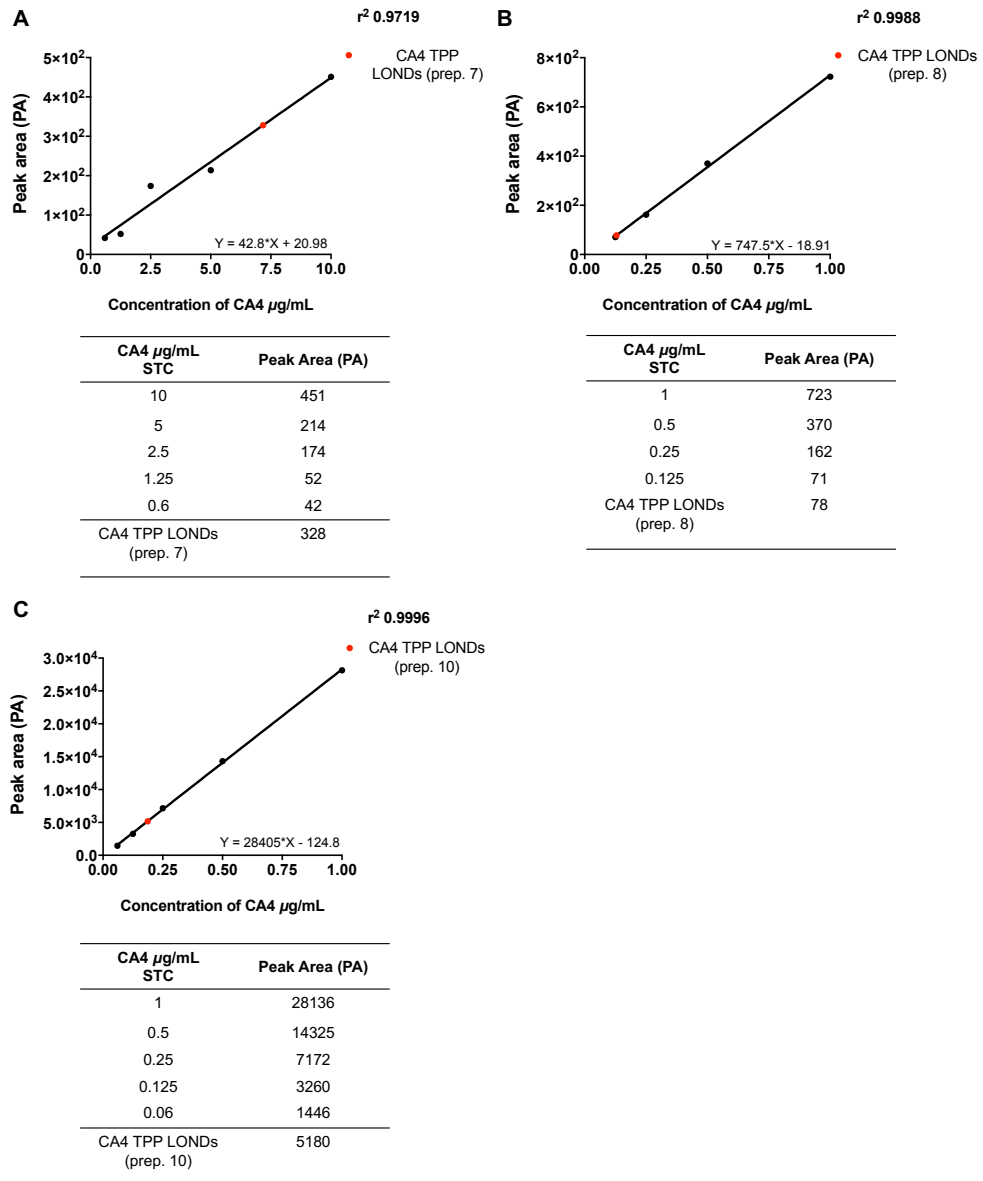 A
r² 0.9719
CA4 TPP
LONDs (prep. 7)
Peak area (PA)
5×10²
4×10²
3×10²
2×10²
1×10²
0
Y = 42.8*X + 20.98
0.0 2.5 5.0 7.5 10.0
Concentration of CA4 µg/mL
CA4 µg/mL
STC
Peak Area (PA)
10 451
5 214
2.5 174
1.25 52
0.6 42
CA4 TPP LONDs 328
(prep. 7)
B
r² 0.9988
CA4 TPP LONDs
(prep. 8)
Peak area (PA)
8×10²
6×10²
4×10²
2×10²
0
Y = 747.5*X - 18.91
0.00 0.25 0.50 0.75 1.00
Concentration of CA4 µg/mL
CA4 µg/mL
STC
Peak Area (PA)
1 723
0.5 370
0.25 162
0.125 71
CA4 TPP LONDs 78
(prep. 8)
C
r² 0.9996
CA4 TPP LONDs
(prep. 10)
Peak area (PA)
3.0×10⁴
2.5×10⁴
2.0×10⁴
1.5×10⁴
1.0×10⁴
5.0×10³
0.0
Y = 28405*X - 124.8
0.00 0.25 0.50 0.75 1.00
Concentration of CA4 µg/mL
CA4 µg/mL
STC
Peak Area (PA)
1 28136
0.5 14325
0.25 7172
0.125 3260
0.06 1446
CA4 TPP LONDs 5180
(prep. 10)